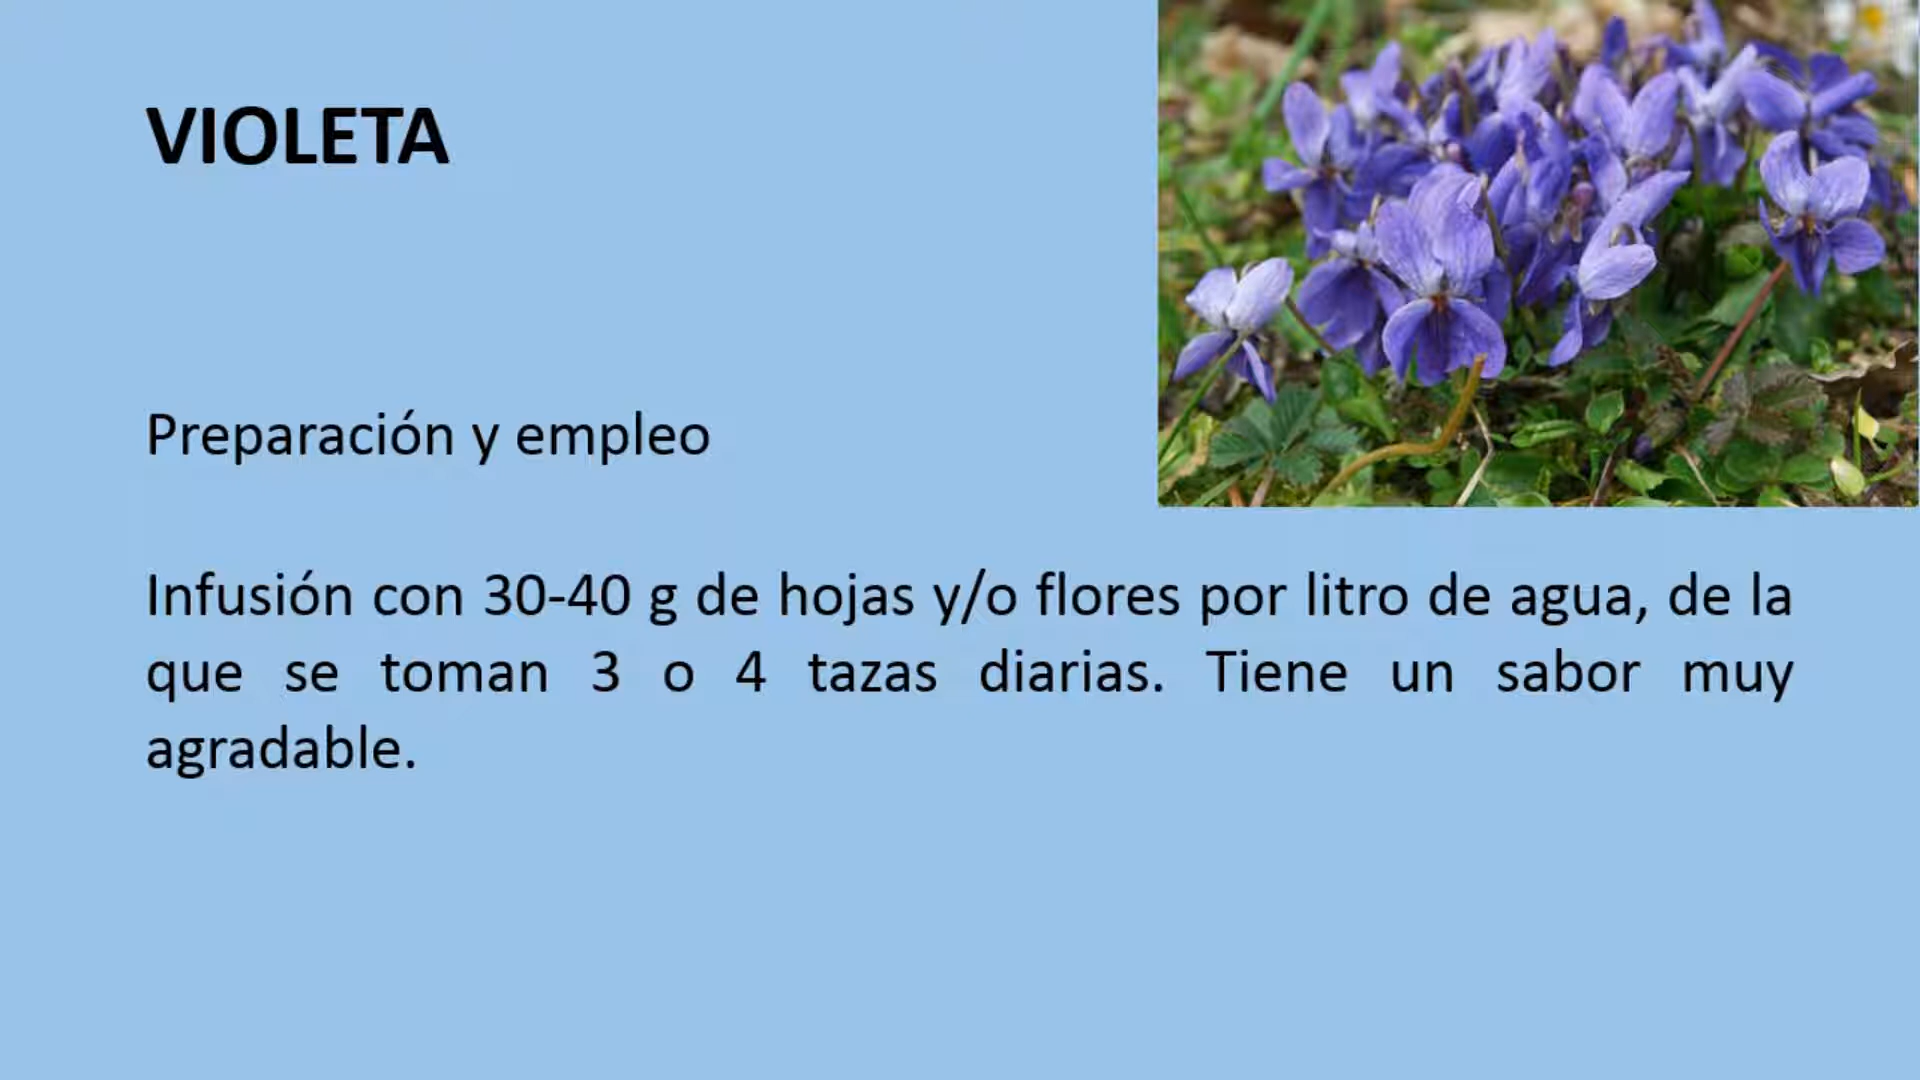 VIOLETA
Preparación y empleo
Infusión con 30-40 g de hojas y/o flores por litro de agua, de la
que se toman 3 o 4 tazas diarias. Tiene un sabor muy
agradable.